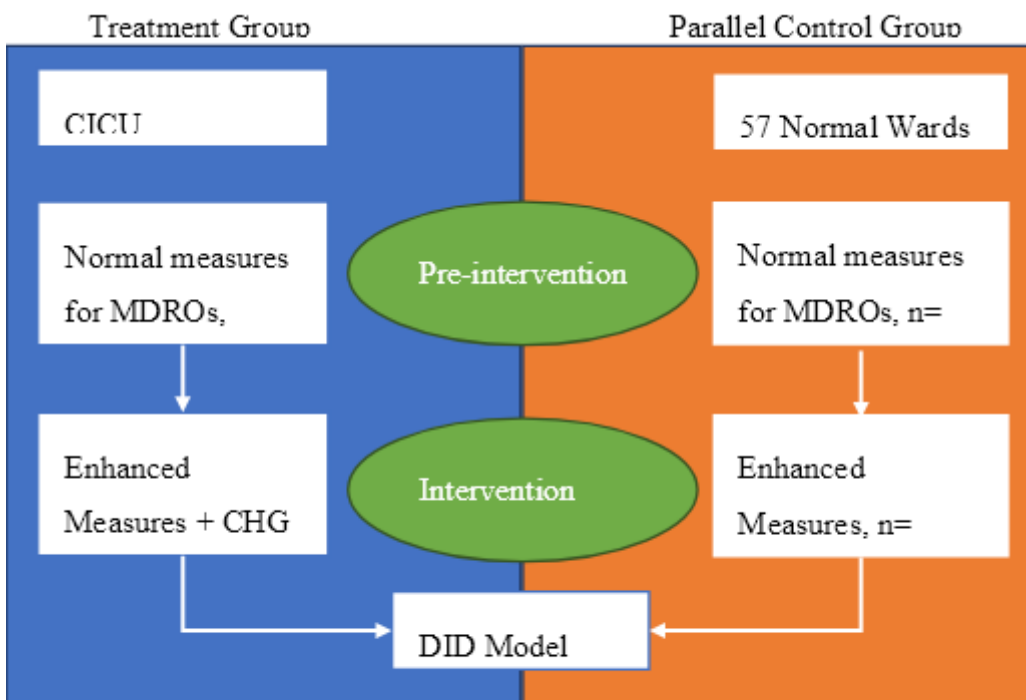 Treatment Group
Parallel Control Group
CICU
57 Normal Wards
Normal measures
for MDROs,
Pre-intervention
Normal measures
for MDROs, n=
Enhanced
Measures + CHG
Intervention
Enhanced
Measures, n=
DID Model